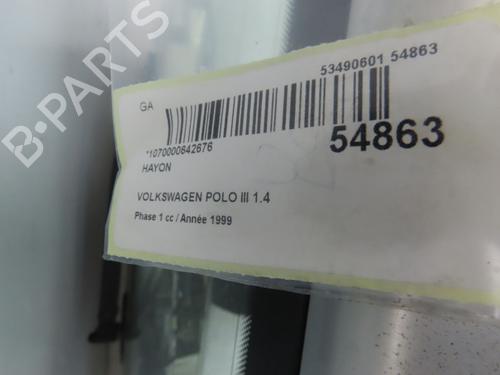 B-PARTS
GA
53490601 54863
*1070000642676
54863
HAYON
VOLKSWAGEN POLO III 1.4
Phase 1 cc / Année 1999